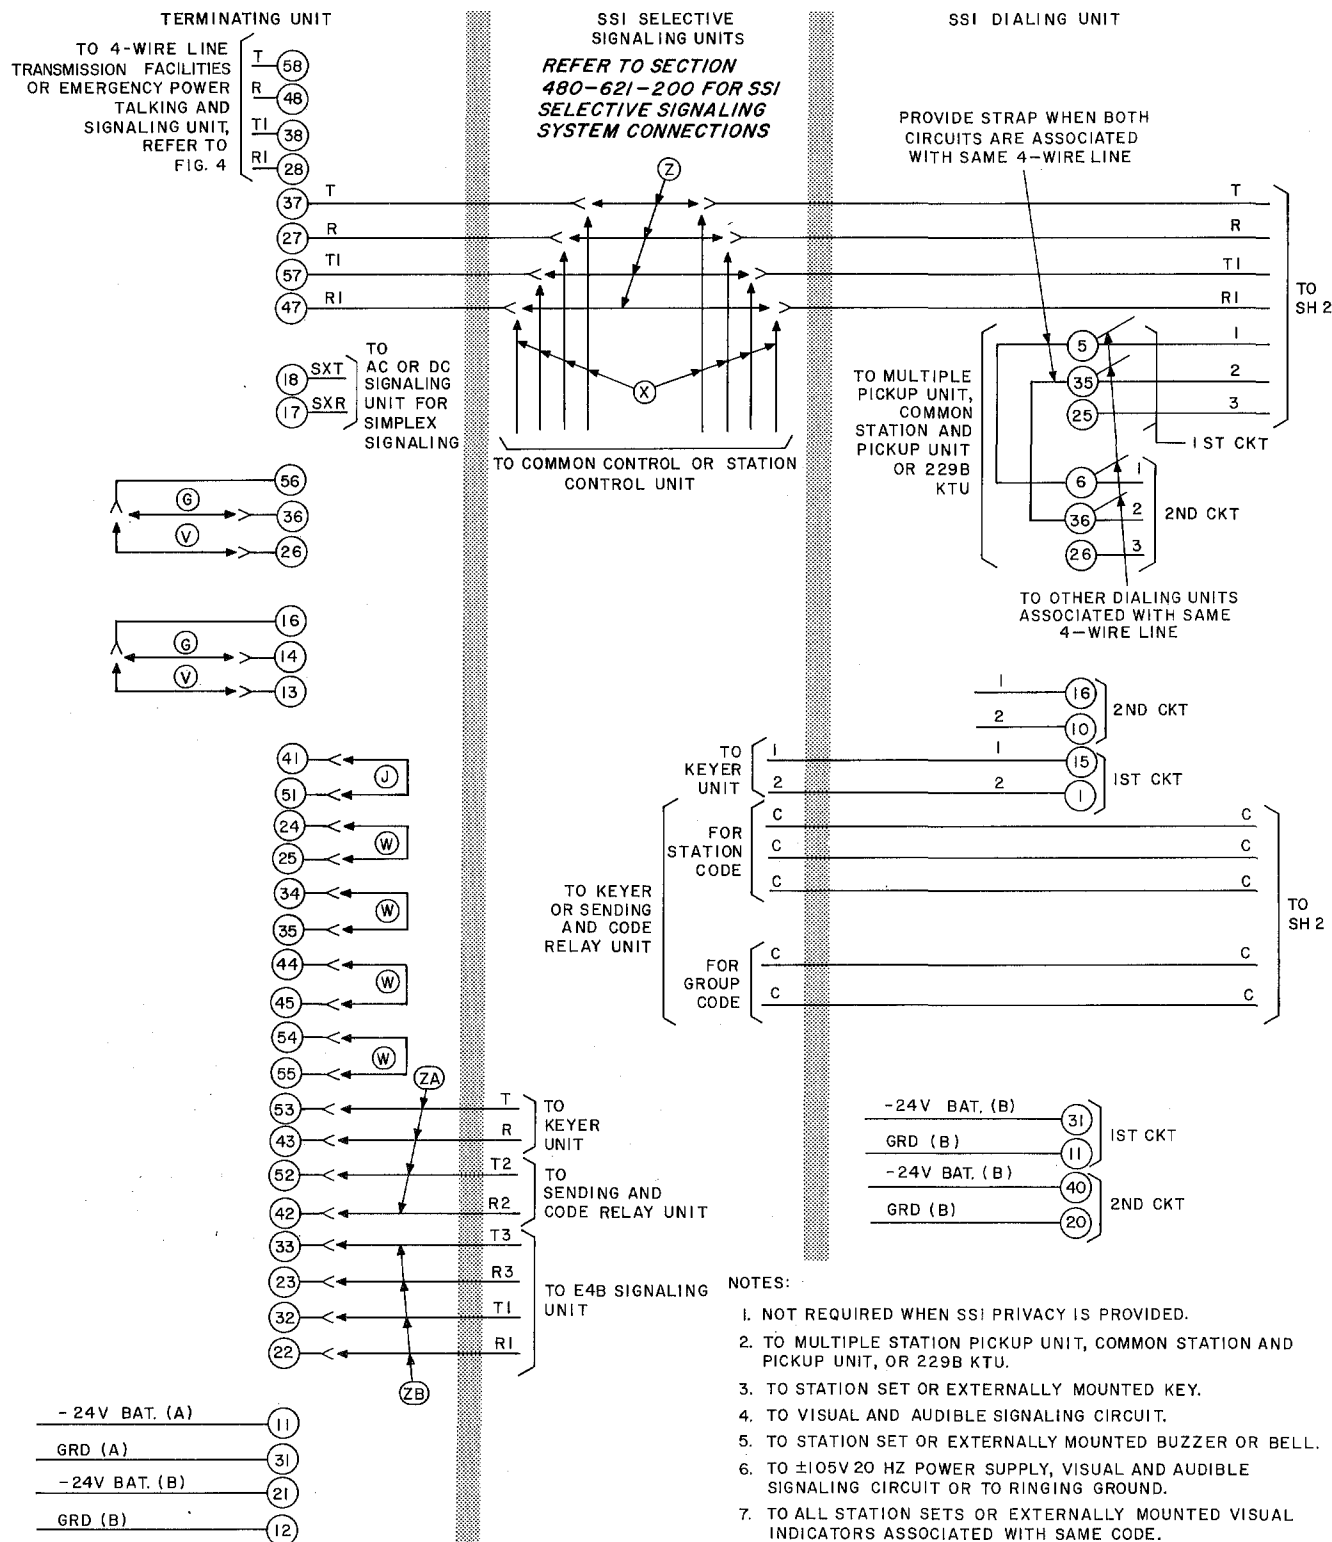 TERMINATING UNIT
TO 4-WIRE LINE
TRANSMISSION FACILITIES
OR EMERGENCY POWER
TALKING AND
SIGNALING UNIT,
REFER TO
FIG. 4
T 58
R 48
T1 38
R1 28
37 T
27 R
57 T1
47 R1
18 SXT
17 SXR
TO
AC OR DC
SIGNALING
UNIT FOR
SIMPLEX
SIGNALING
56
G 36
V 26
16
G 14
V 13
41
J
51
24
W
25
34
W
35
44
W
45
54
W
55
ZA
53 T
43 R
TO
KEYER
UNIT
52 T2
42 R2
TO
SENDING AND
CODE RELAY UNIT
33 T3
23 R3
32 T1
22 R1
TO E4B SIGNALING
UNIT
ZB
-24V BAT. (A) 11
GRD (A) 31
-24V BAT. (B) 21
GRD (B) 12
SS1 SELECTIVE
SIGNALING UNITS
REFER TO SECTION
480-621-200 FOR SS1
SELECTIVE SIGNALING
SYSTEM CONNECTIONS
Z
X
TO COMMON CONTROL OR STATION
CONTROL UNIT
SS1 DIALING UNIT
PROVIDE STRAP WHEN BOTH
CIRCUITS ARE ASSOCIATED
WITH SAME 4-WIRE LINE
T
R
T1
R1
TO
SH 2
5 1
35 2
25 3
1ST CKT
TO MULTIPLE
PICKUP UNIT,
COMMON
STATION AND
PICKUP UNIT
OR 229B
KTU
6 1
36 2
26 3
2ND CKT
TO OTHER DIALING UNITS
ASSOCIATED WITH SAME
4-WIRE LINE
1 16
2 10
2ND CKT
TO
KEYER
UNIT
1 1 15
2 2 1
1ST CKT
TO KEYER
OR SENDING
AND CODE
RELAY UNIT
FOR
STATION
CODE
C C
C C
C C
FOR
GROUP
CODE
C C
C C
TO
SH 2
-24V BAT. (B) 31
GRD (B) 11
1ST CKT
-24V BAT. (B) 40
GRD (B) 20
2ND CKT
NOTES:
1. NOT REQUIRED WHEN SS1 PRIVACY IS PROVIDED.
2. TO MULTIPLE STATION PICKUP UNIT, COMMON STATION AND
PICKUP UNIT, OR 229B KTU.
3. TO STATION SET OR EXTERNALLY MOUNTED KEY.
4. TO VISUAL AND AUDIBLE SIGNALING CIRCUIT.
5. TO STATION SET OR EXTERNALLY MOUNTED BUZZER OR BELL.
6. TO ±105V 20 HZ POWER SUPPLY, VISUAL AND AUDIBLE
SIGNALING CIRCUIT OR TO RINGING GROUND.
7. TO ALL STATION SETS OR EXTERNALLY MOUNTED VISUAL
INDICATORS ASSOCIATED WITH SAME CODE.